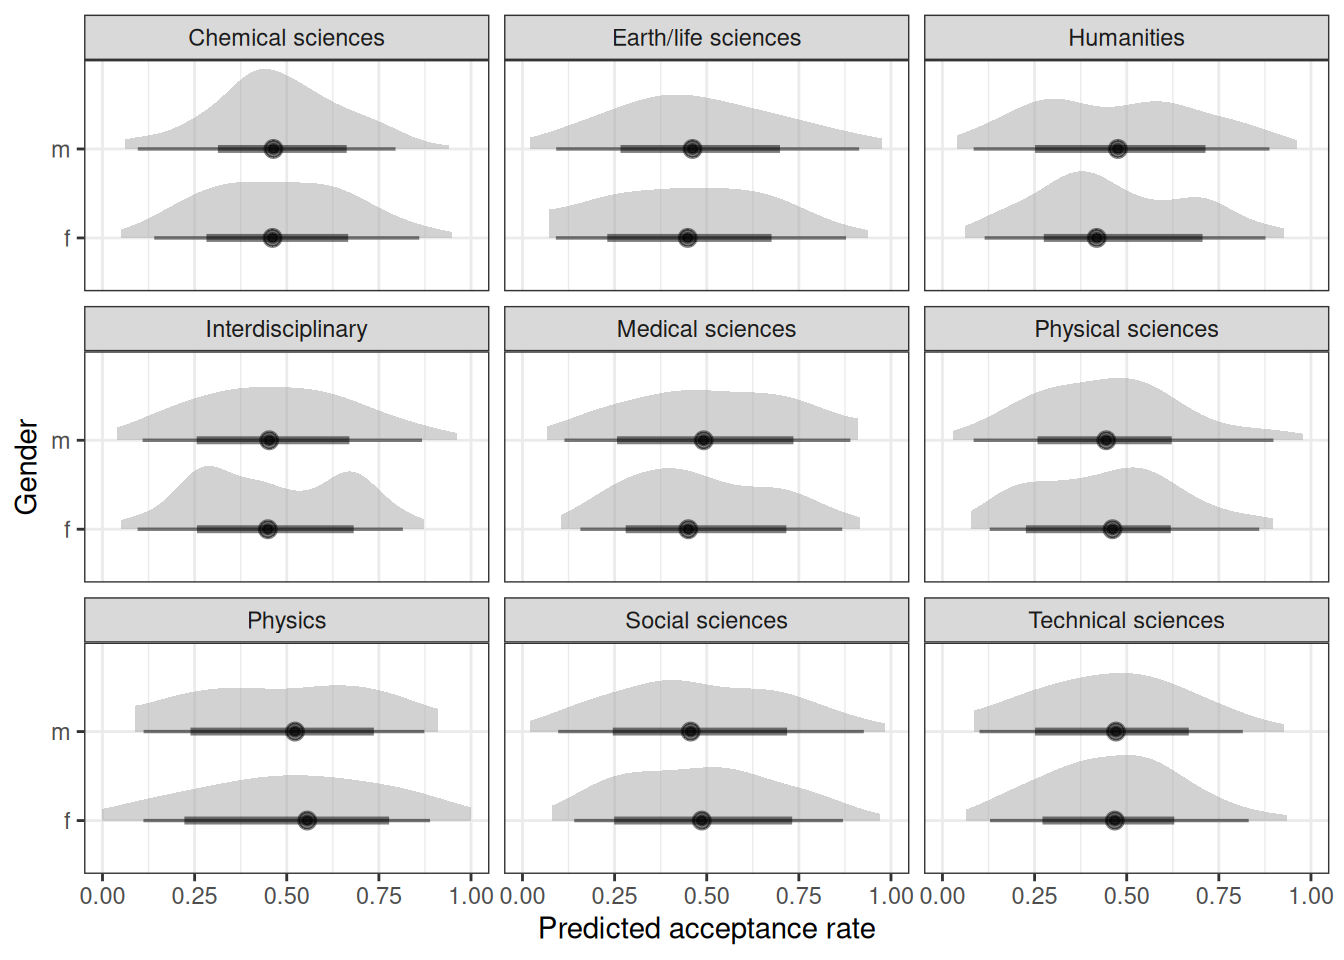 Chemical sciences Earth/life sciences Humanities
m
f
Interdisciplinary Medical sciences Physical sciences
m
f
Gender
Physics Social sciences Technical sciences
m
f
0.00 0.25 0.50 0.75 1.00 0.00 0.25 0.50 0.75 1.00 0.00 0.25 0.50 0.75 1.00
Predicted acceptance rate